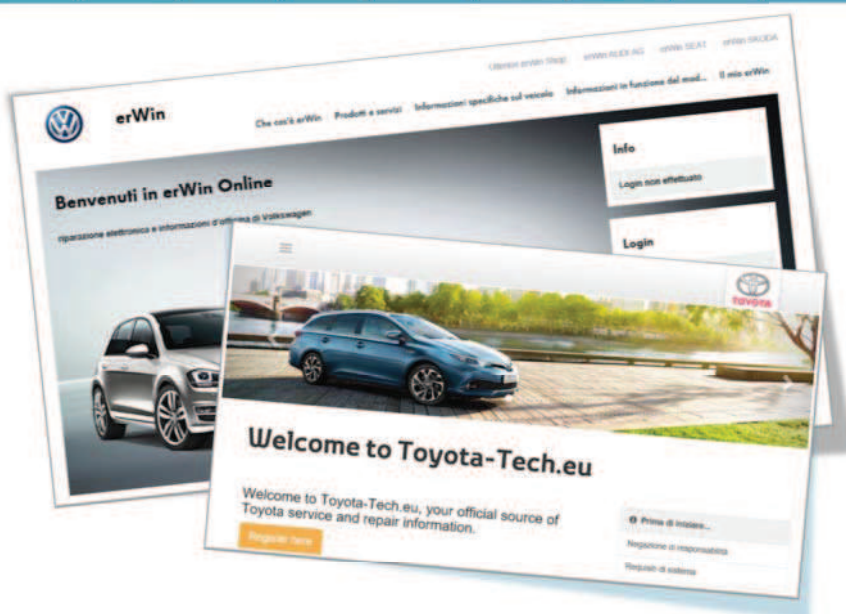 Ulteriori erWin Shop erWin AUDI AG erWin SEAT erWin SKODA
erWin
Che cos'è erWin Prodotti e servizi Informazioni specifiche sul veicolo Informazioni in funzione del mod... Il mio erWin
Benvenuti in erWin Online
riparazione elettronica e informazioni d'officina di Volkswagen
Info
Login non effettuato
Login
TOYOTA
Welcome to Toyota-Tech.eu
Welcome to Toyota-Tech.eu, your official source of
Toyota service and repair information.
Register here
Prima di iniziare...
Negazione di responsabilità
Requisiti di sistema